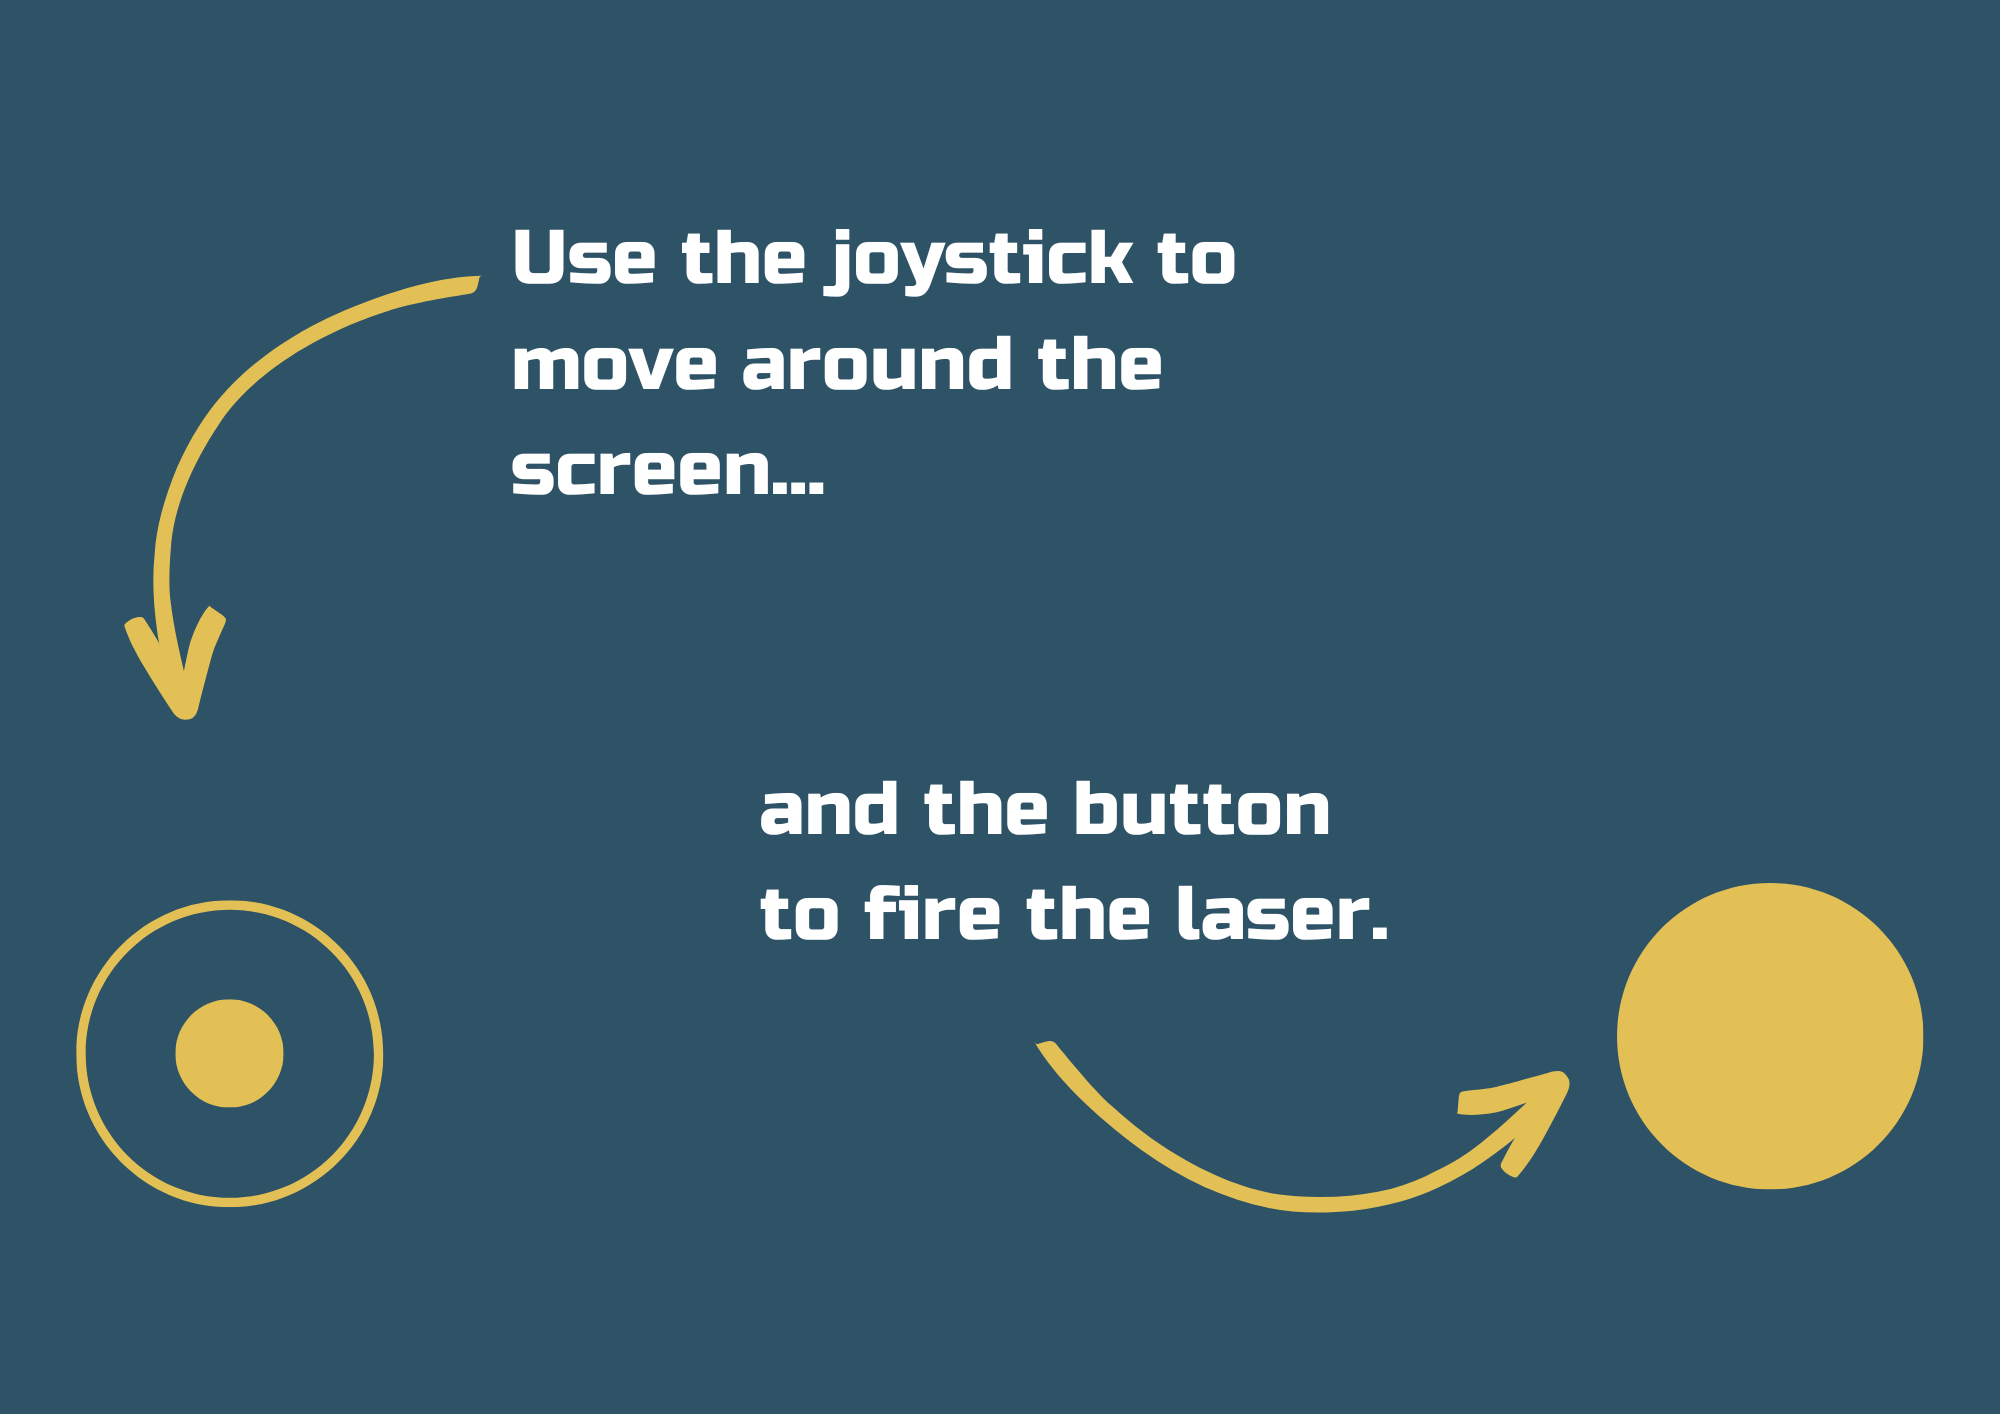 Use the joystick to
move around the
screen...
and the button
to fire the laser.